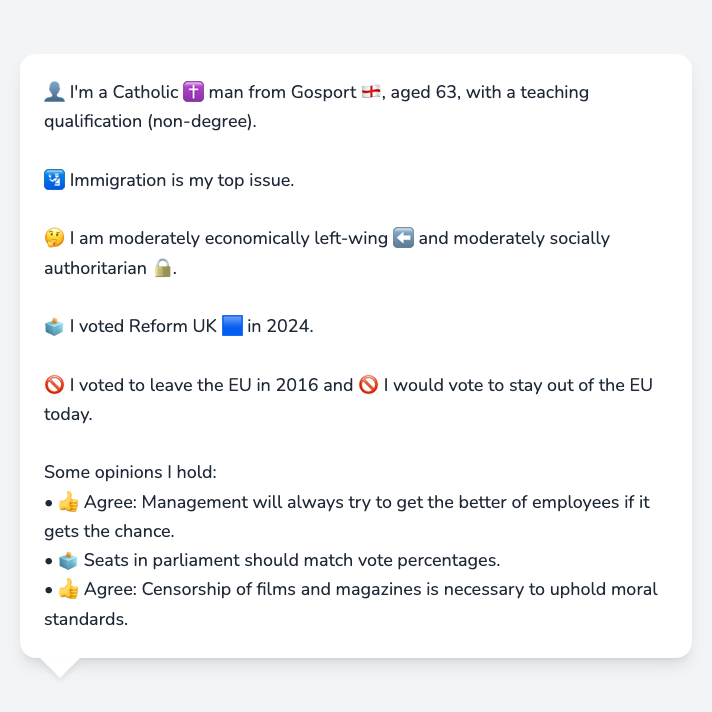 👤 I'm a Catholic ✝️ man from Gosport 🏴󠁧󠁢󠁥󠁮󠁧󠁿, aged 63, with a teaching
qualification (non-degree).
🛂 Immigration is my top issue.
🤔 I am moderately economically left-wing ⬅️ and moderately socially
authoritarian 🔒.
🗳️ I voted Reform UK 🟦 in 2024.
🚫 I voted to leave the EU in 2016 and 🚫 I would vote to stay out of the EU
today.
Some opinions I hold:
• 👍 Agree: Management will always try to get the better of employees if it
gets the chance.
• 🗳️ Seats in parliament should match vote percentages.
• 👍 Agree: Censorship of films and magazines is necessary to uphold moral
standards.